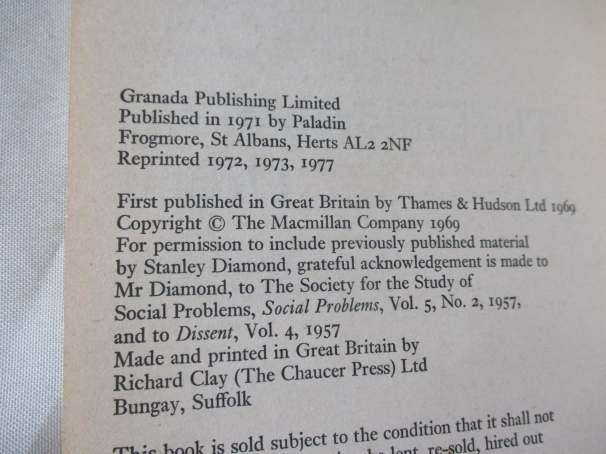 Granada Publishing Limited
Published in 1971 by Paladin
Frogmore, St Albans, Herts AL2 2NF
Reprinted 1972, 1973, 1977
First published in Great Britain by Thames & Hudson Ltd 1969
Copyright © The Macmillan Company 1969
For permission to include previously published material
by Stanley Diamond, grateful acknowledgement is made to
Mr Diamond, to The Society for the Study of
Social Problems, Social Problems, Vol. 5, No. 2, 1957,
and to Dissent, Vol. 4, 1957
Made and printed in Great Britain by
Richard Clay (The Chaucer Press) Ltd
Bungay, Suffolk
This book is sold subject to the condition that it shall not
lent, re-sold, hired out